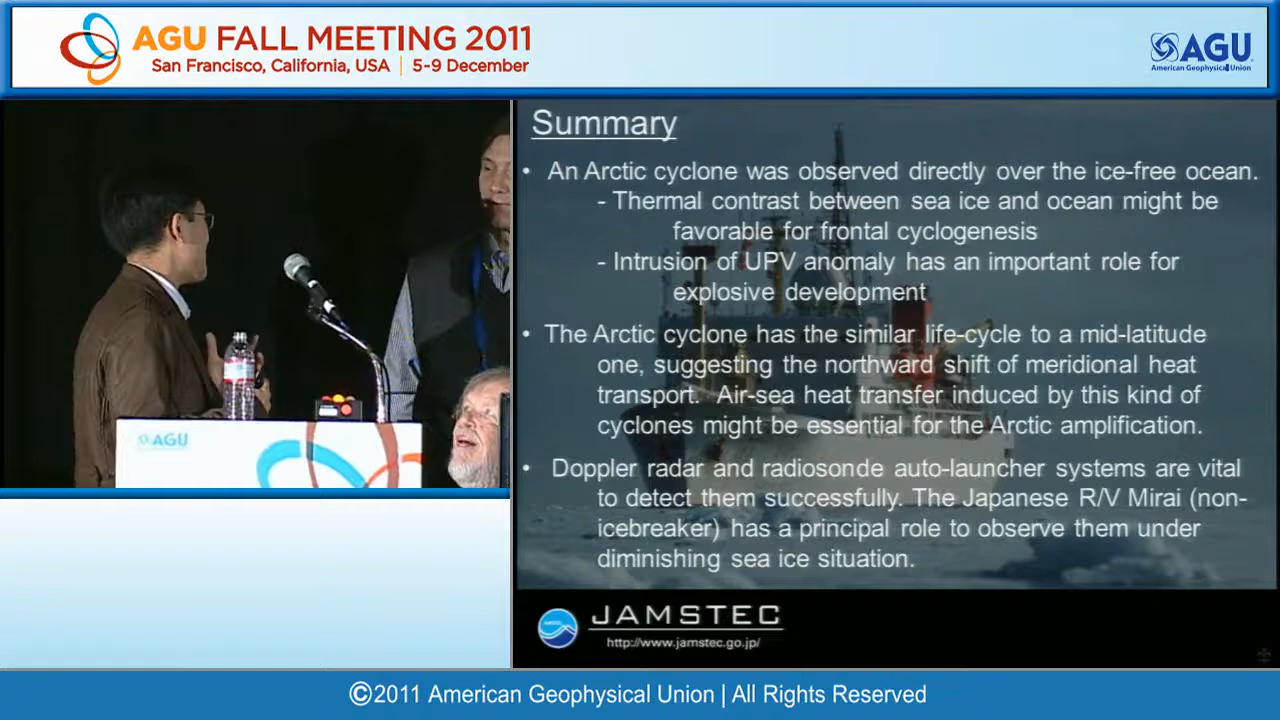 AGU FALL MEETING 2011
San Francisco, California, USA | 5-9 December
AGU
American Geophysical Union
Summary
• An Arctic cyclone was observed directly over the ice-free ocean.
- Thermal contrast between sea ice and ocean might be
favorable for frontal cyclogenesis
- Intrusion of UPV anomaly has an important role for
explosive development
• The Arctic cyclone has the similar life-cycle to a mid-latitude
one, suggesting the northward shift of meridional heat
transport. Air-sea heat transfer induced by this kind of
cyclones might be essential for the Arctic amplification.
• Doppler radar and radiosonde auto-launcher systems are vital
to detect them successfully. The Japanese R/V Mirai (non-
icebreaker) has a principal role to observe them under
diminishing sea ice situation.
AGU
JAMSTEC
http://www.jamstec.go.jp/
©2011 American Geophysical Union | All Rights Reserved